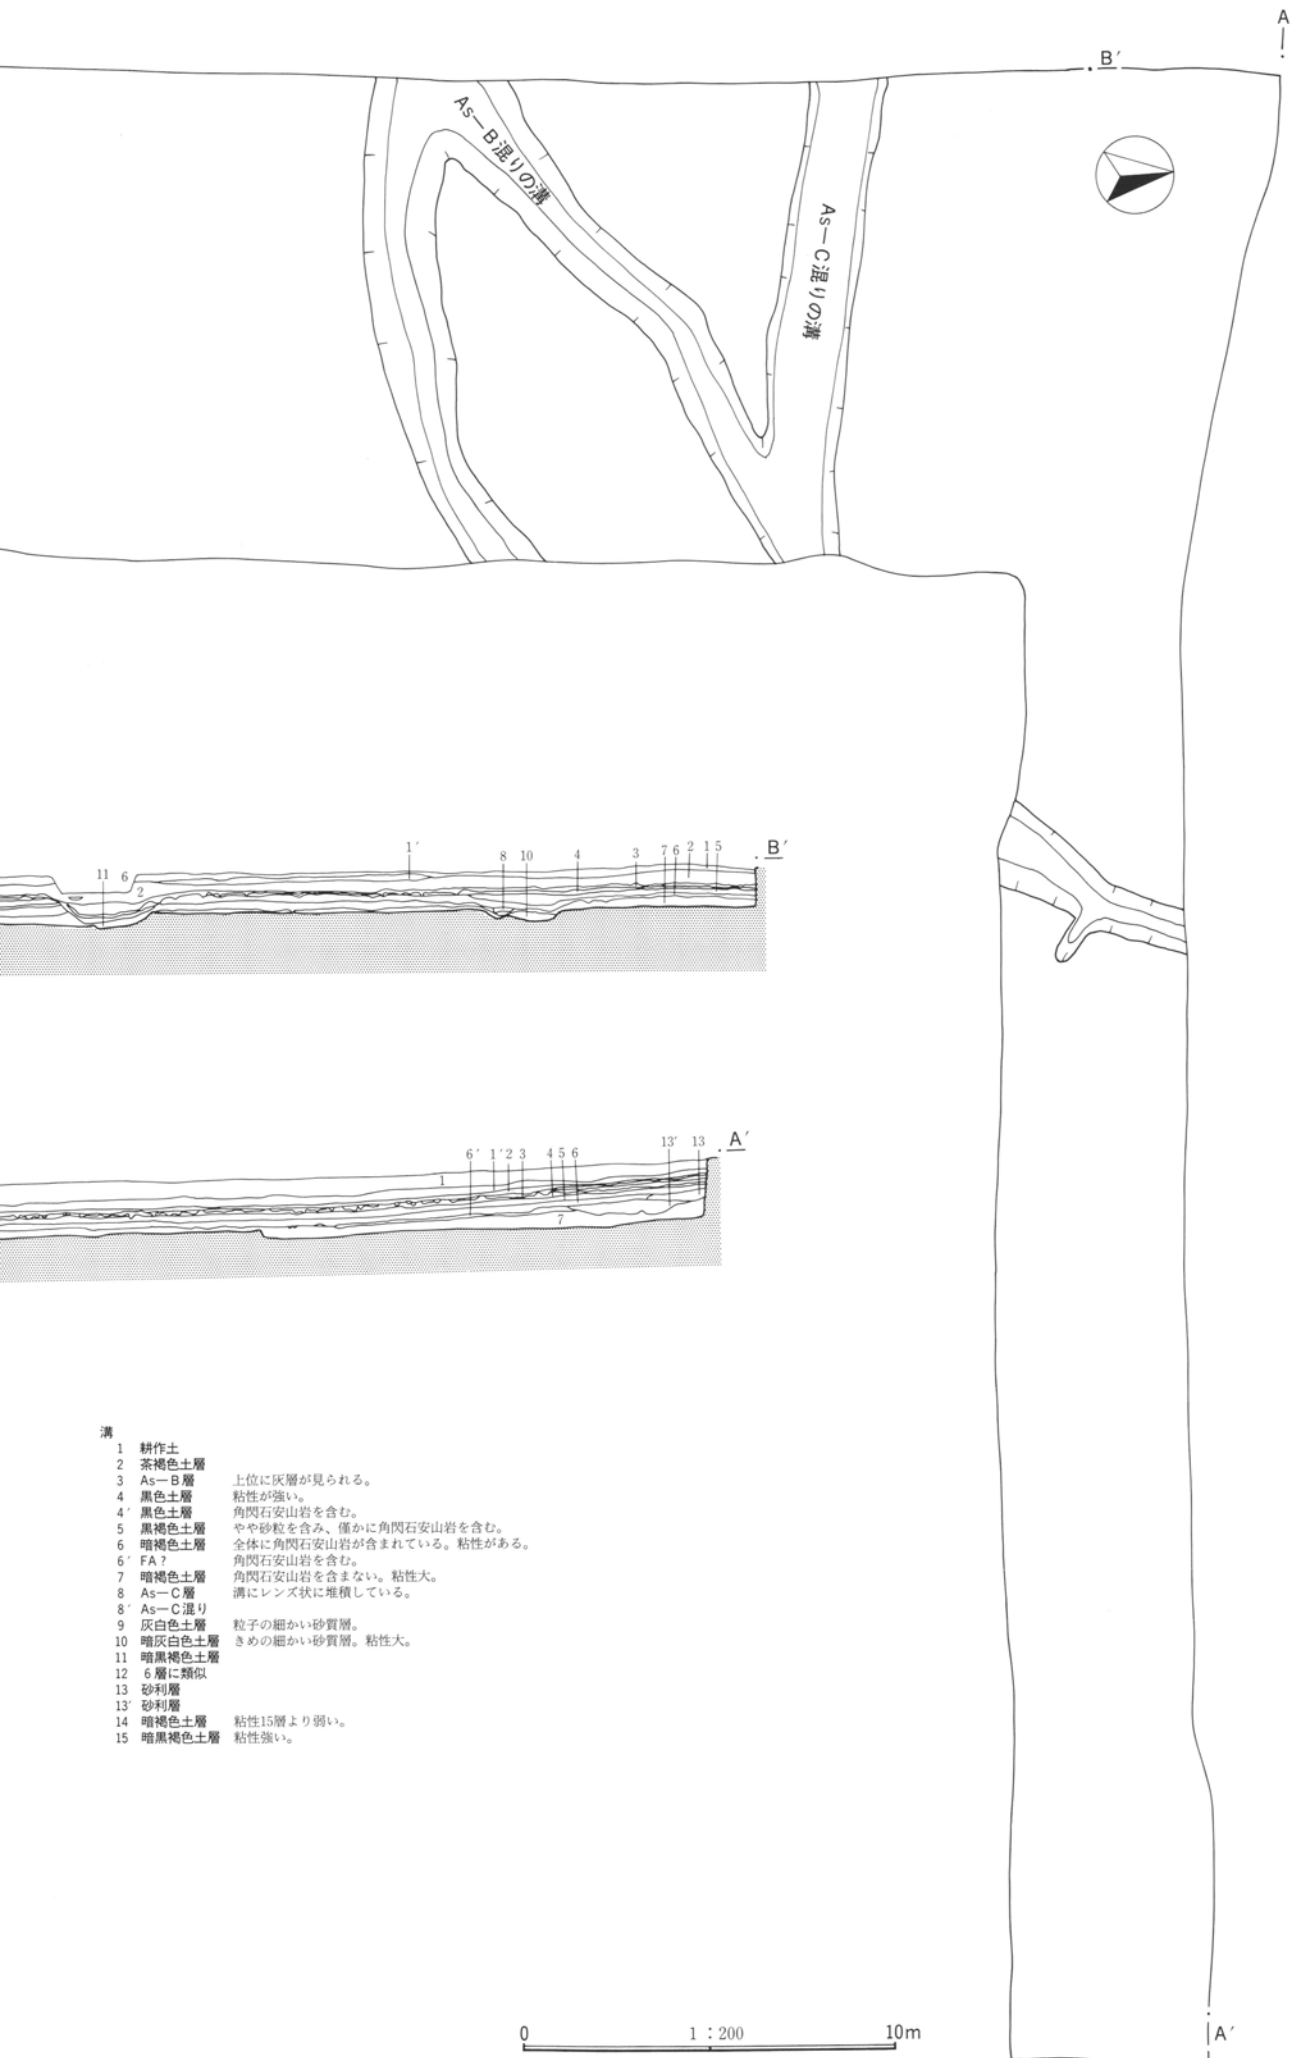 A
B′
As—B混りの溝
As—C混りの溝
B′
1′ 8 10 4 3 7 6 2 1 5
11 6
2
A′
6′ 1′ 2 3 4 5 6 13′ 13
1
7
溝
1 耕作土
2 茶褐色土層
3 As—B層 上位に灰層が見られる。
4 黒色土層 粘性が強い。
4′ 黒色土層 角閃石安山岩を含む。
5 黒褐色土層 やや砂粒を含み、僅かに角閃石安山岩を含む。
6 暗褐色土層 全体に角閃石安山岩が含まれている。粘性がある。
6′ FA? 角閃石安山岩を含む。
7 暗褐色土層 角閃石安山岩を含まない。粘性大。
8 As—C層 溝にレンズ状に堆積している。
8′ As—C混り
9 灰白色土層 粒子の細かい砂質層。
10 暗灰白色土層 きめの細かい砂質層。粘性大。
11 暗黒褐色土層
12 6層に類似
13 砂利層
13′ 砂利層
14 暗褐色土層 粘性15層より弱い。
15 暗黒褐色土層 粘性強い。
0 1:200 10m
A′